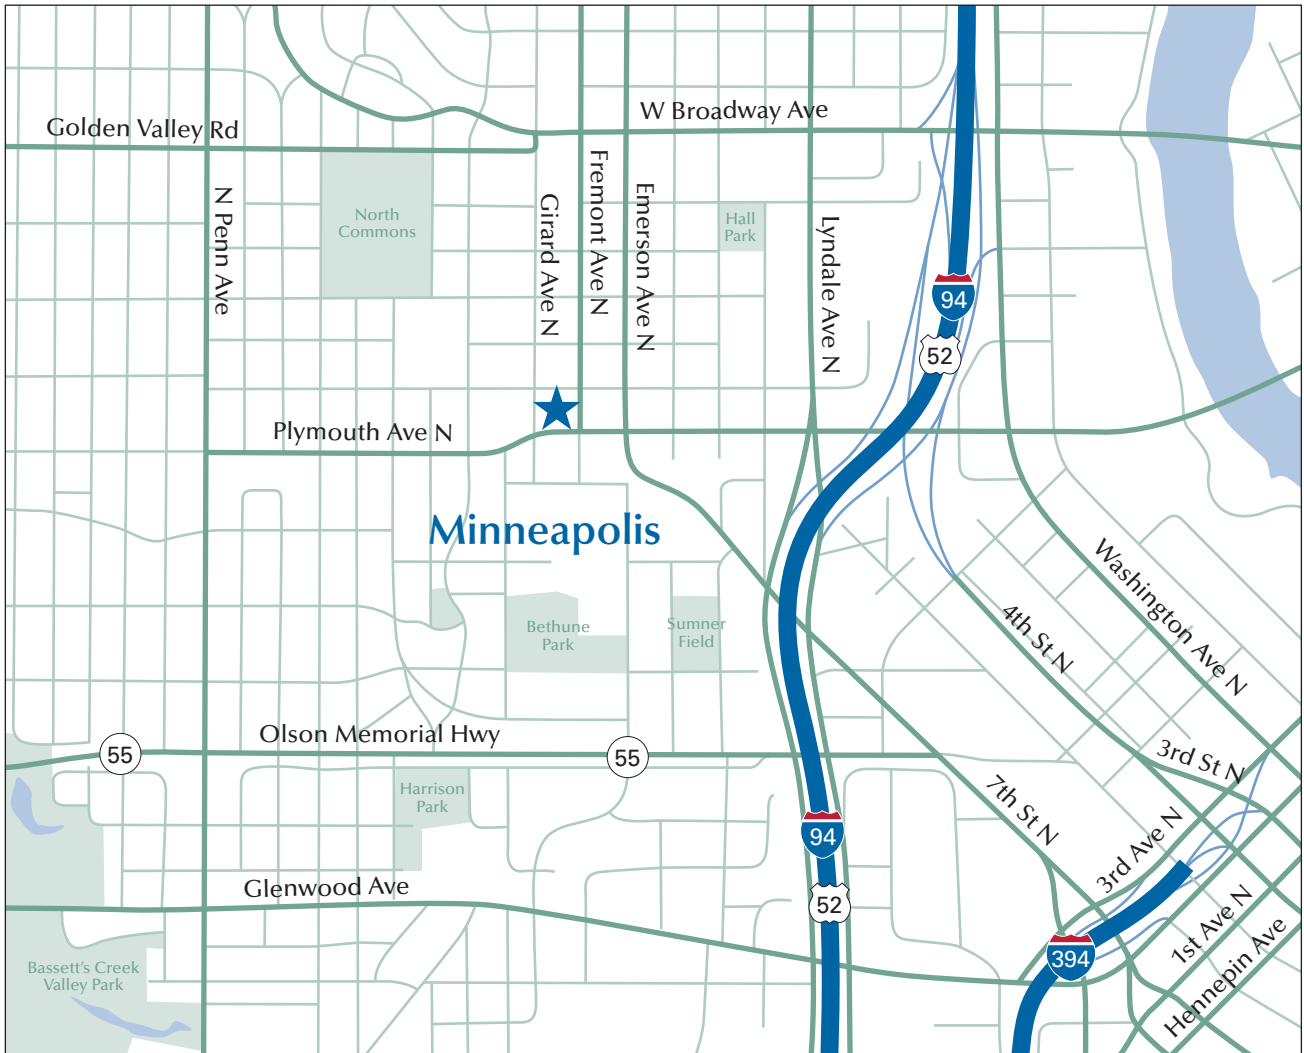 W Broadway Ave
Golden Valley Rd
Fremont Ave N
Emerson Ave N
N Penn Ave
Girard Ave N
North
Commons
Hall
Park
Lyndale Ave N
94
52
Plymouth Ave N
Minneapolis
Washington Ave N
4th St N
Bethune
Park
Sumner
Field
Olson Memorial Hwy
55
55
3rd St N
Harrison
Park
7th St N
94
3rd Ave N
Glenwood Ave
52
1st Ave N
Hennepin Ave
394
Bassett's Creek
Valley Park